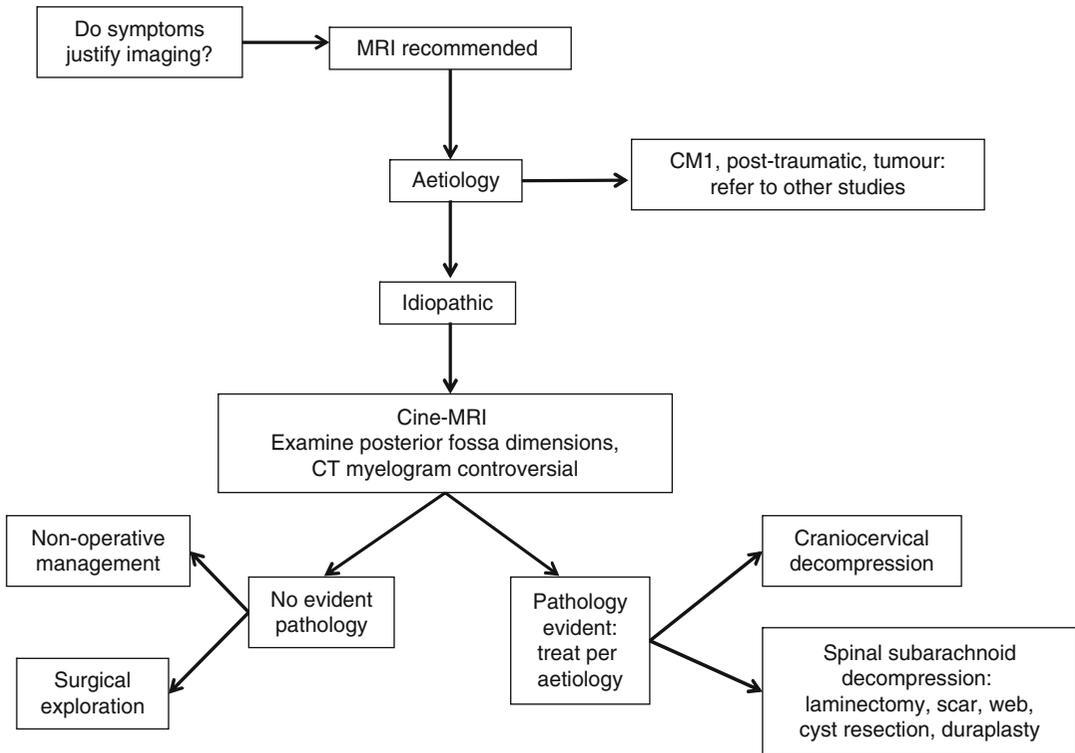 Do symptoms
justify imaging?
MRI recommended
Aetiology
CM1, post-traumatic, tumour:
refer to other studies
Idiopathic
Cine-MRI
Examine posterior fossa dimensions,
CT myelogram controversial
Non-operative
management
No evident
pathology
Surgical
exploration
Pathology
evident:
treat per
aetiology
Craniocervical
decompression
Spinal subarachnoid
decompression:
laminectomy, scar, web,
cyst resection, duraplasty